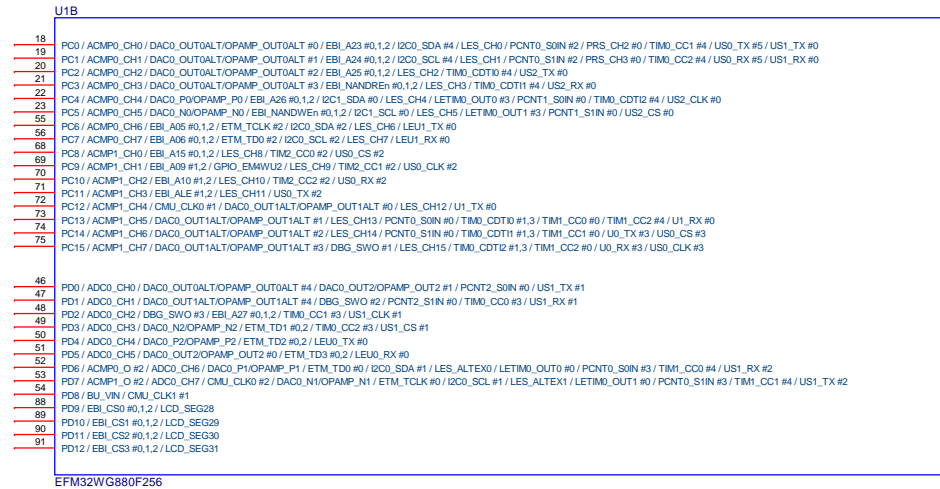 U1B
18 PC0 / ACMP0_CH0 / DAC0_OUT0ALT/OPAMP_OUT0ALT #0 / EBI_A23 #0,1,2 / I2C0_SDA #4 / LES_CH0 / PCNT0_S0IN #2 / PRS_CH2 #0 / TIM0_CC1 #4 / US0_TX #5 / US1_TX #0
19 PC1 / ACMP0_CH1 / DAC0_OUT0ALT/OPAMP_OUT0ALT #1 / EBI_A24 #0,1,2 / I2C0_SCL #4 / LES_CH1 / PCNT0_S1IN #2 / PRS_CH3 #0 / TIM0_CC2 #4 / US0_RX #5 / US1_RX #0
20 PC2 / ACMP0_CH2 / DAC0_OUT0ALT/OPAMP_OUT0ALT #2 / EBI_A25 #0,1,2 / LES_CH2 / TIM0_CDTI0 #4 / US2_TX #0
21 PC3 / ACMP0_CH3 / DAC0_OUT0ALT/OPAMP_OUT0ALT #3 / EBI_NANDREn #0,1,2 / LES_CH3 / TIM0_CDTI1 #4 / US2_RX #0
22 PC4 / ACMP0_CH4 / DAC0_P0/OPAMP_P0 / EBI_A26 #0,1,2 / I2C1_SDA #0 / LES_CH4 / LETIM0_OUT0 #3 / PCNT1_S0IN #0 / TIM0_CDTI2 #4 / US2_CLK #0
23 PC5 / ACMP0_CH5 / DAC0_N0/OPAMP_N0 / EBI_NANDWEn #0,1,2 / I2C1_SCL #0 / LES_CH5 / LETIM0_OUT1 #3 / PCNT1_S1IN #0 / US2_CS #0
55 PC6 / ACMP0_CH6 / EBI_A05 #0,1,2 / ETM_TCLK #2 / I2C0_SDA #2 / LES_CH6 / LEU1_TX #0
56 PC7 / ACMP0_CH7 / EBI_A06 #0,1,2 / ETM_TD0 #2 / I2C0_SCL #2 / LES_CH7 / LEU1_RX #0
68 PC8 / ACMP1_CH0 / EBI_A15 #0,1,2 / LES_CH8 / TIM2_CC0 #2 / US0_CS #2
69 PC9 / ACMP1_CH1 / EBI_A09 #1,2 / GPIO_EM4WU2 / LES_CH9 / TIM2_CC1 #2 / US0_CLK #2
70 PC10 / ACMP1_CH2 / EBI_A10 #1,2 / LES_CH10 / TIM2_CC2 #2 / US0_RX #2
71 PC11 / ACMP1_CH3 / EBI_ALE #1,2 / LES_CH11 / US0_TX #2
72 PC12 / ACMP1_CH4 / CMU_CLK0 #1 / DAC0_OUT1ALT/OPAMP_OUT1ALT #0 / LES_CH12 / U1_TX #0
73 PC13 / ACMP1_CH5 / DAC0_OUT1ALT/OPAMP_OUT1ALT #1 / LES_CH13 / PCNT0_S0IN #0 / TIM0_CDTI0 #1,3 / TIM1_CC0 #0 / TIM1_CC2 #4 / U1_RX #0
74 PC14 / ACMP1_CH6 / DAC0_OUT1ALT/OPAMP_OUT1ALT #2 / LES_CH14 / PCNT0_S1IN #0 / TIM0_CDTI1 #1,3 / TIM1_CC1 #0 / U0_TX #3 / US0_CS #3
75 PC15 / ACMP1_CH7 / DAC0_OUT1ALT/OPAMP_OUT1ALT #3 / DBG_SWO #1 / LES_CH15 / TIM0_CDTI2 #1,3 / TIM1_CC2 #0 / U0_RX #3 / US0_CLK #3
46 PD0 / ADC0_CH0 / DAC0_OUT0ALT/OPAMP_OUT0ALT #4 / DAC0_OUT2/OPAMP_OUT2 #1 / PCNT2_S0IN #0 / US1_TX #1
47 PD1 / ADC0_CH1 / DAC0_OUT1ALT/OPAMP_OUT1ALT #4 / DBG_SWO #2 / PCNT2_S1IN #0 / TIM0_CC0 #3 / US1_RX #1
48 PD2 / ADC0_CH2 / DBG_SWO #3 / EBI_A27 #0,1,2 / TIM0_CC1 #3 / US1_CLK #1
49 PD3 / ADC0_CH3 / DAC0_N2/OPAMP_N2 / ETM_TD1 #0,2 / TIM0_CC2 #3 / US1_CS #1
50 PD4 / ADC0_CH4 / DAC0_P2/OPAMP_P2 / ETM_TD2 #0,2 / LEU0_TX #0
51 PD5 / ADC0_CH5 / DAC0_OUT2/OPAMP_OUT2 #0 / ETM_TD3 #0,2 / LEU0_RX #0
52 PD6 / ACMP0_O #2 / ADC0_CH6 / DAC0_P1/OPAMP_P1 / ETM_TD0 #0 / I2C0_SDA #1 / LES_ALTEX0 / LETIM0_OUT0 #0 / PCNT0_S0IN #3 / TIM1_CC0 #4 / US1_RX #2
53 PD7 / ACMP1_O #2 / ADC0_CH7 / CMU_CLK0 #2 / DAC0_N1/OPAMP_N1 / ETM_TCLK #0 / I2C0_SCL #1 / LES_ALTEX1 / LETIM0_OUT1 #0 / PCNT0_S1IN #3 / TIM1_CC1 #4 / US1_TX #2
54 PD8 / BU_VIN / CMU_CLK1 #1
88 PD9 / EBI_CS0 #0,1,2 / LCD_SEG28
89 PD10 / EBI_CS1 #0,1,2 / LCD_SEG29
90 PD11 / EBI_CS2 #0,1,2 / LCD_SEG30
91 PD12 / EBI_CS3 #0,1,2 / LCD_SEG31
EFM32WG880F256